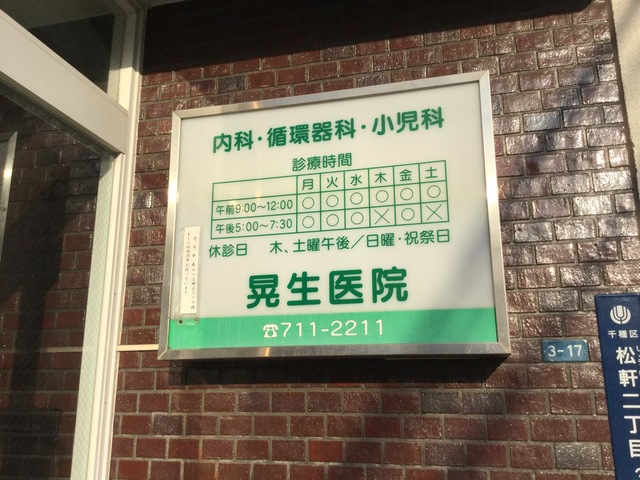 内科・循環器科・小児科
診療時間
月 火 水 木 金 土
午前9:00〜12:00 ○ ○ ○ ○ ○ ○
午後5:00〜7:30 ○ ○ ○ × ○ ×
休診日 木、土曜午後／日曜・祝祭日
晃生医院
☎711-2211
3-17
千種区
松軒二丁目